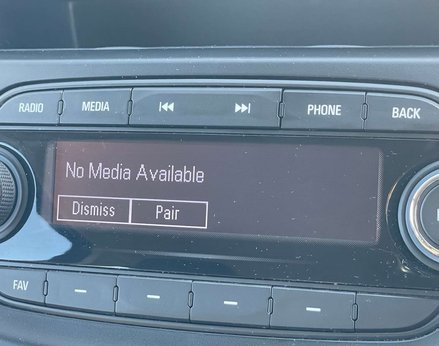 RADIO MEDIA PHONE BACK
No Media Available
Dismiss Pair
FAV